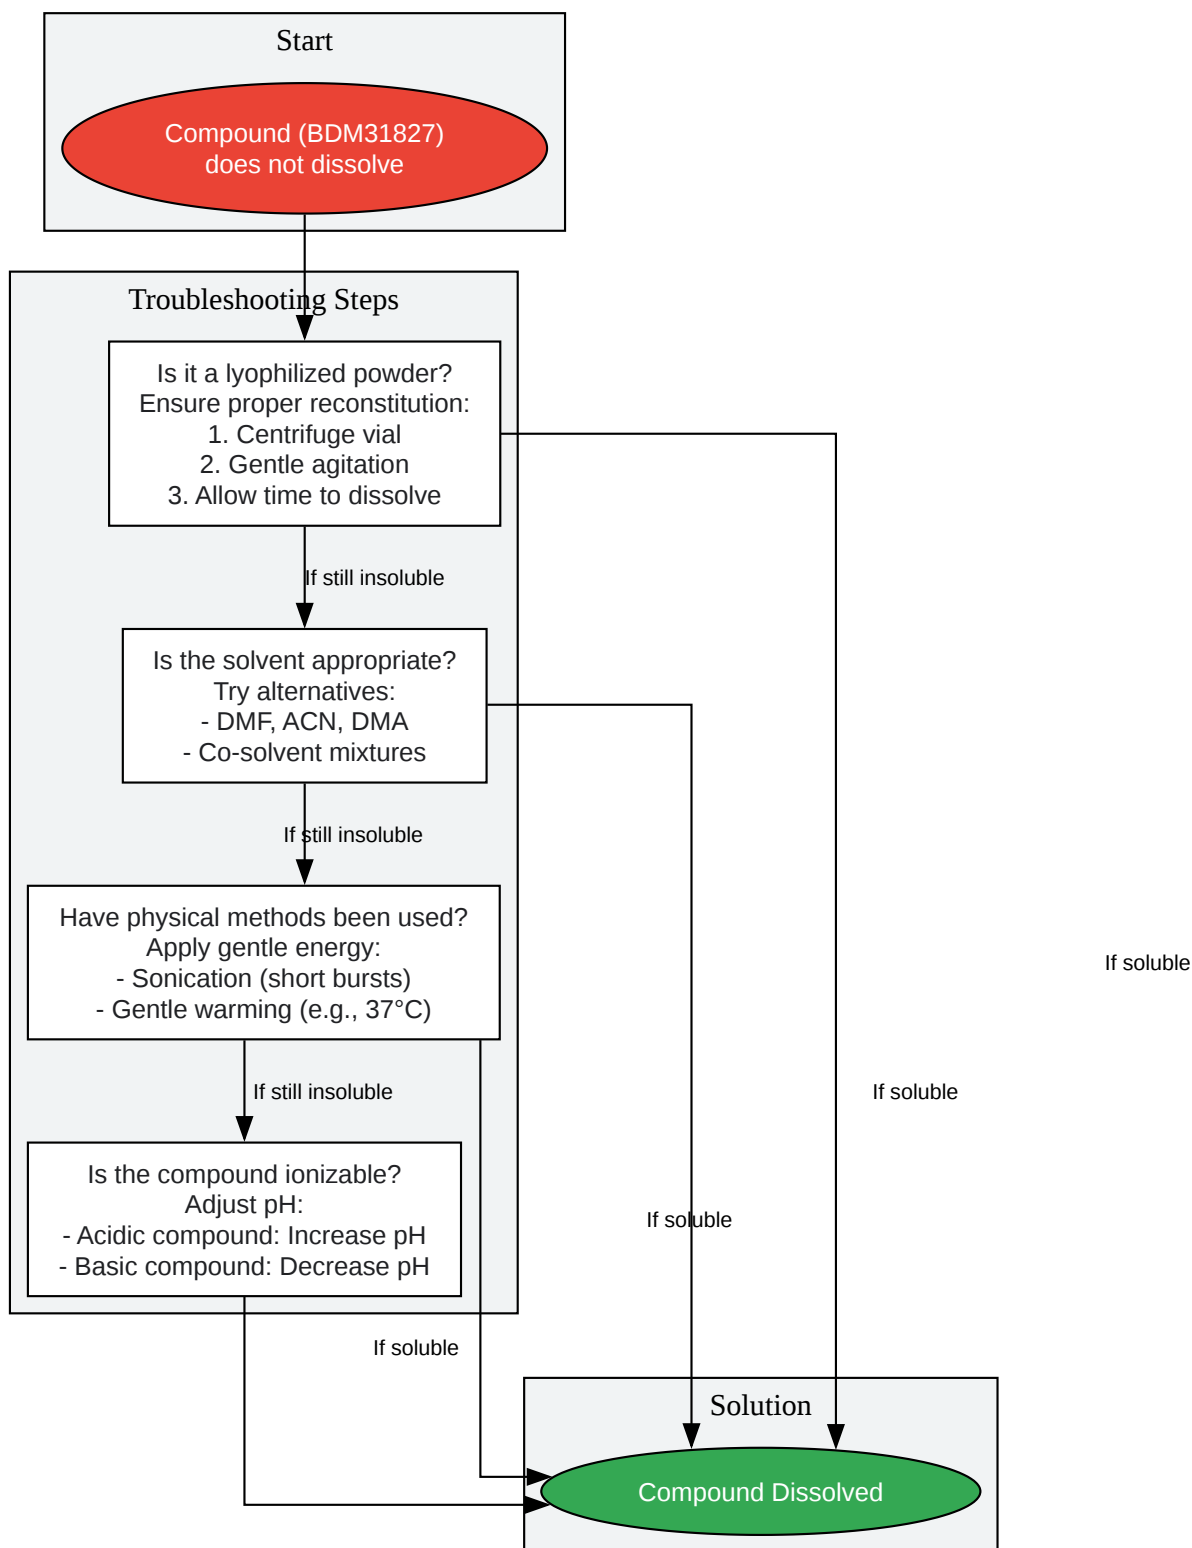 Start
Compound (BDM31827)
does not dissolve
Troubleshooting Steps
Is it a lyophilized powder?
Ensure proper reconstitution:
1. Centrifuge vial
2. Gentle agitation
3. Allow time to dissolve
If still insoluble
Is the solvent appropriate?
Try alternatives:
- DMF, ACN, DMA
- Co-solvent mixtures
If still insoluble
Have physical methods been used?
Apply gentle energy:
- Sonication (short bursts)
- Gentle warming (e.g., 37°C)
If soluble
If still insoluble
If soluble
Is the compound ionizable?
Adjust pH:
- Acidic compound: Increase pH
- Basic compound: Decrease pH
If soluble
If soluble
Solution
Compound Dissolved